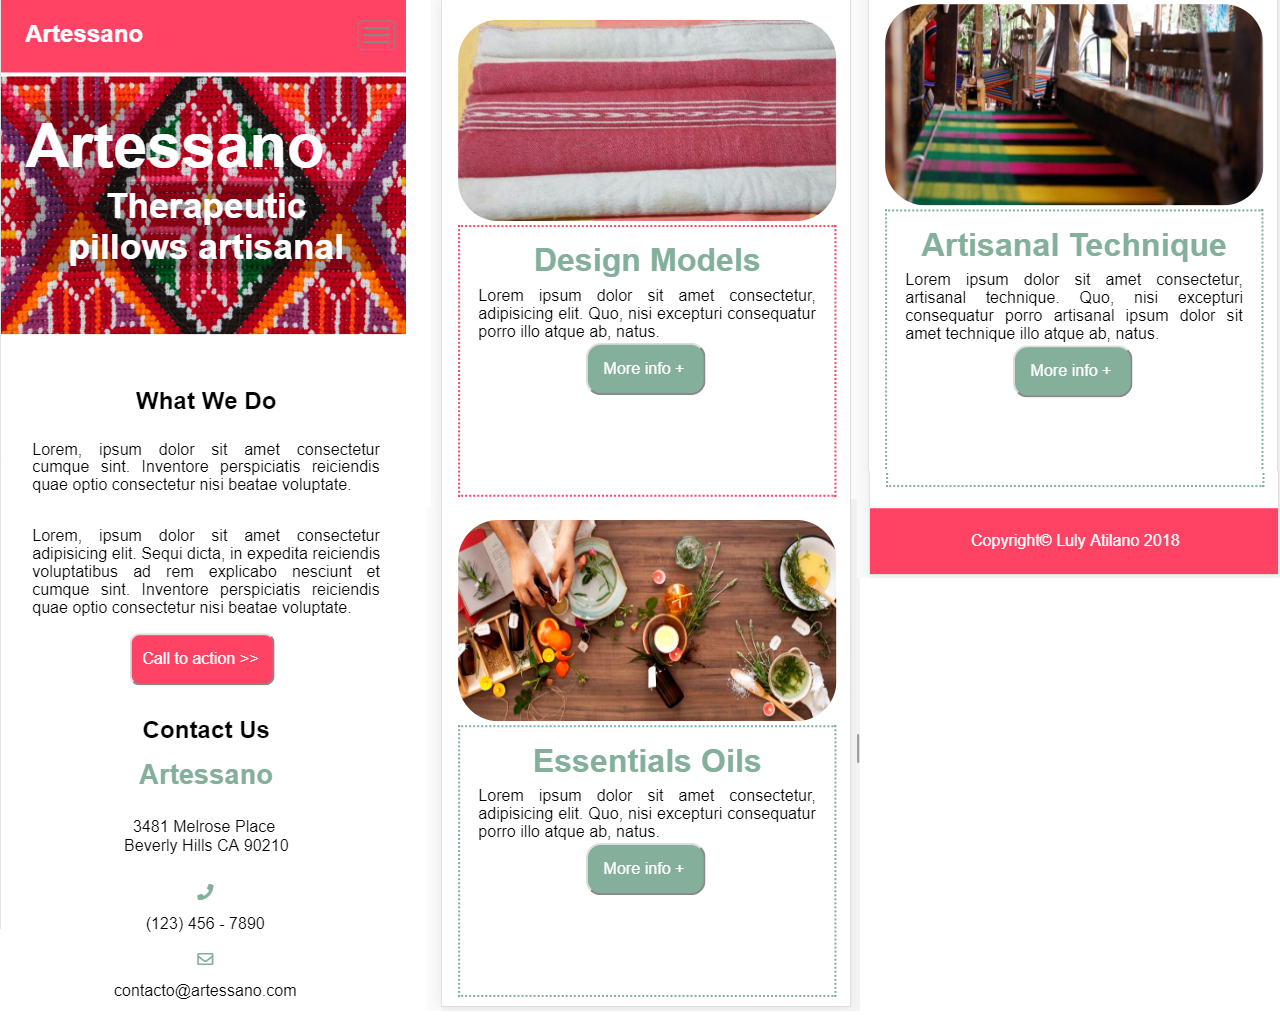 Artessano
Artessano
Therapeutic
pillows artisanal
What We Do
Lorem, ipsum dolor sit amet consectetur
cumque sint. Inventore perspiciatis reiciendis
quae optio consectetur nisi beatae voluptate.
Lorem, ipsum dolor sit amet consectetur
adipisicing elit. Sequi dicta, in expedita reiciendis
voluptatibus ad rem explicabo nesciunt et
cumque sint. Inventore perspiciatis reiciendis
quae optio consectetur nisi beatae voluptate.
Call to action >>
Contact Us
Artessano
3481 Melrose Place
Beverly Hills CA 90210
(123) 456 - 7890
contacto@artessano.com
Design Models
Lorem ipsum dolor sit amet consectetur,
adipisicing elit. Quo, nisi excepturi consequatur
porro illo atque ab, natus.
More info +
Essentials Oils
Lorem ipsum dolor sit amet consectetur,
adipisicing elit. Quo, nisi excepturi consequatur
porro illo atque ab, natus.
More info +
Artisanal Technique
Lorem ipsum dolor sit amet consectetur,
artisanal technique. Quo, nisi excepturi
consequatur porro artisanal ipsum dolor sit
amet technique illo atque ab, natus.
More info +
Copyright© Luly Atilano 2018